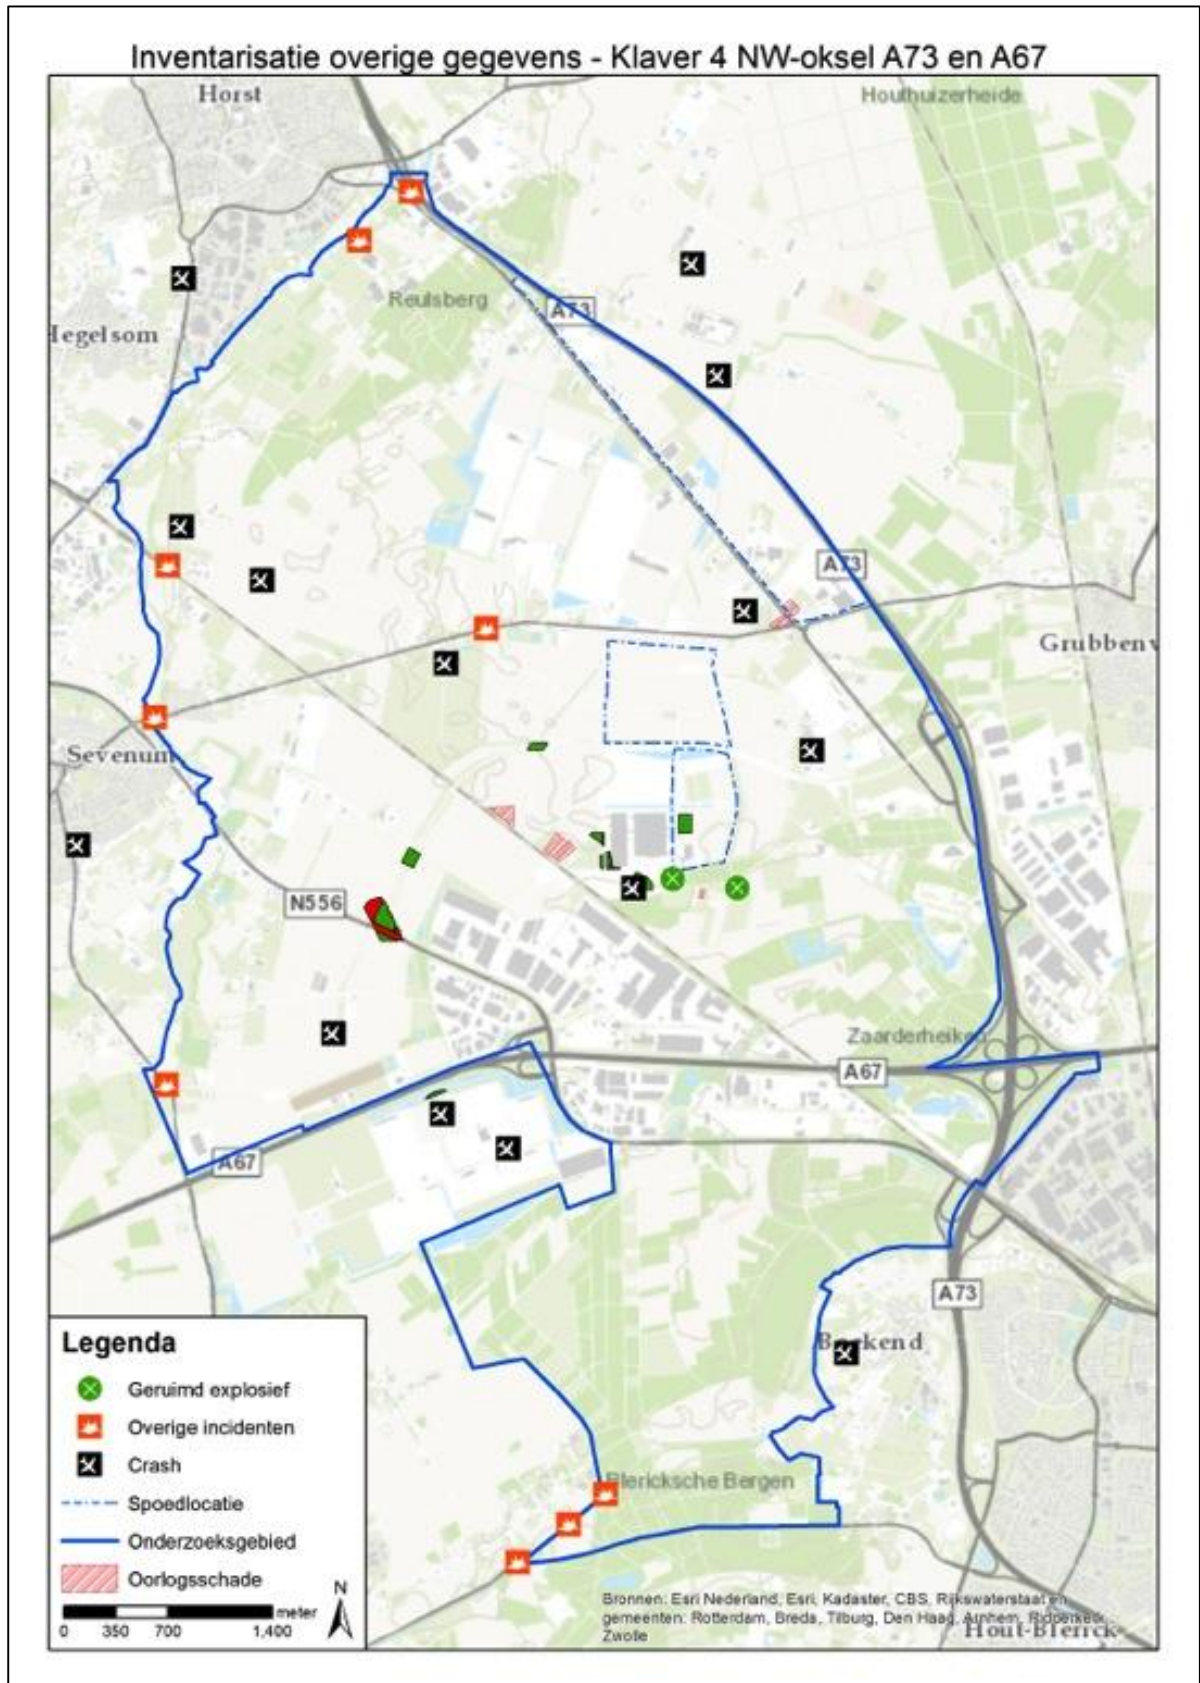 Inventarisatie overige gegevens - Klaver 4 NW-oksel A73 en A67
Horst
Houthuizerheide
Reulsberg
A73
Hegelsom
A73
Grubbenv
Sevenum
N556
Zaarderheiken
A67
A67
A73
Boekend
Blericksche Bergen
Hout-Blerick
Legenda
Geruimd explosief
Overige incidenten
Crash
Spoedlocatie
Onderzoeksgebied
Oorlogsschade
N
meter
0 350 700 1,400
Bronnen: Esri Nederland, Esri, Kadaster, CBS, Rijkswaterstaat en
gemeenten: Rotterdam, Breda, Tilburg, Den Haag, Arnhem, Ridderkerk,
Zwolle